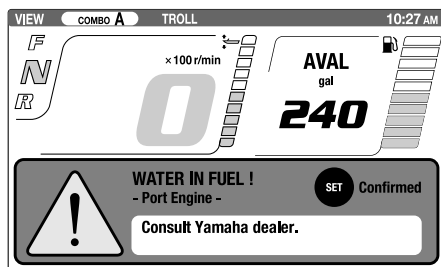 VIEW COMBO A TROLL 10:27 AM
F
N
R
×100 r/min
0
AVAL
gal
240
WATER IN FUEL !
- Port Engine -
SET Confirmed
Consult Yamaha dealer.